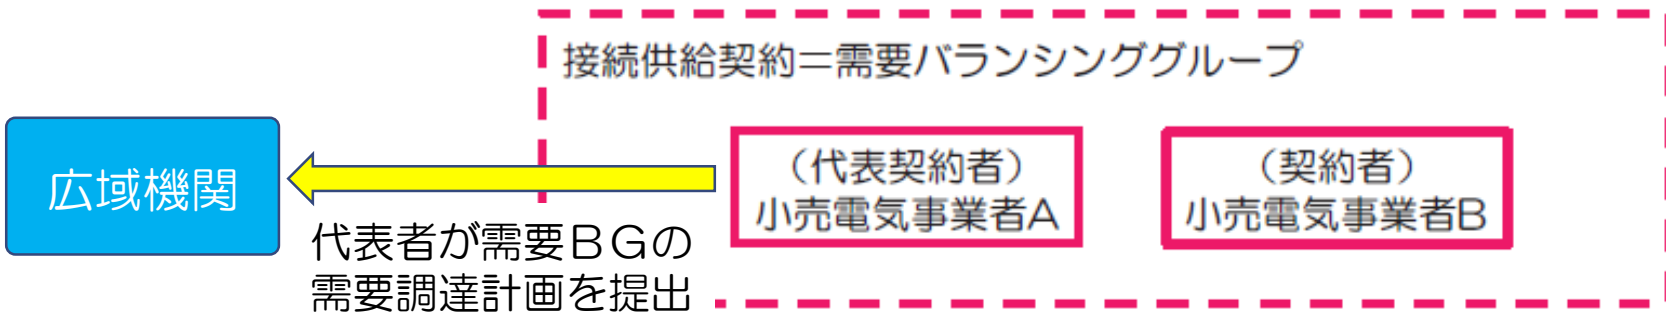 接続供給契約＝需要バランシンググループ
広域機関
（代表契約者）
小売電気事業者A
（契約者）
小売電気事業者B
代表者が需要ＢＧの
需要調達計画を提出